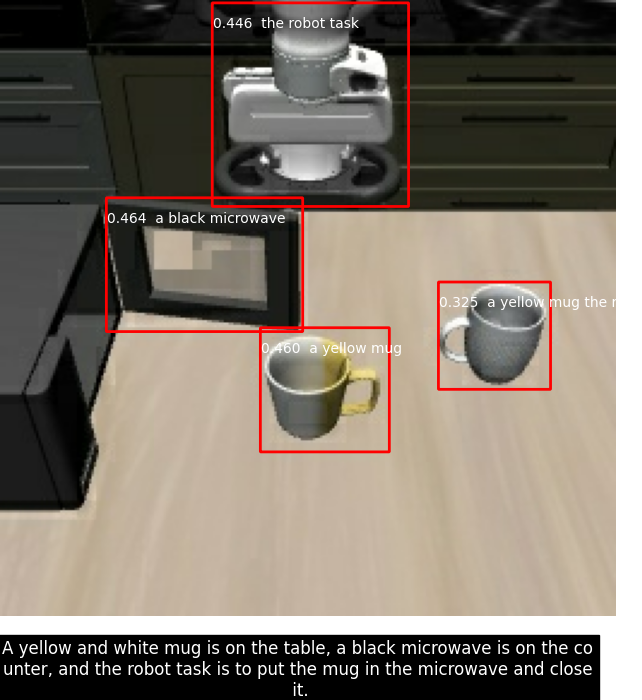 0.446 the robot task
0.464 a black microwave
0.325 a yellow mug the r
0.460 a yellow mug
A yellow and white mug is on the table, a black microwave is on the co
unter, and the robot task is to put the mug in the microwave and close
it.